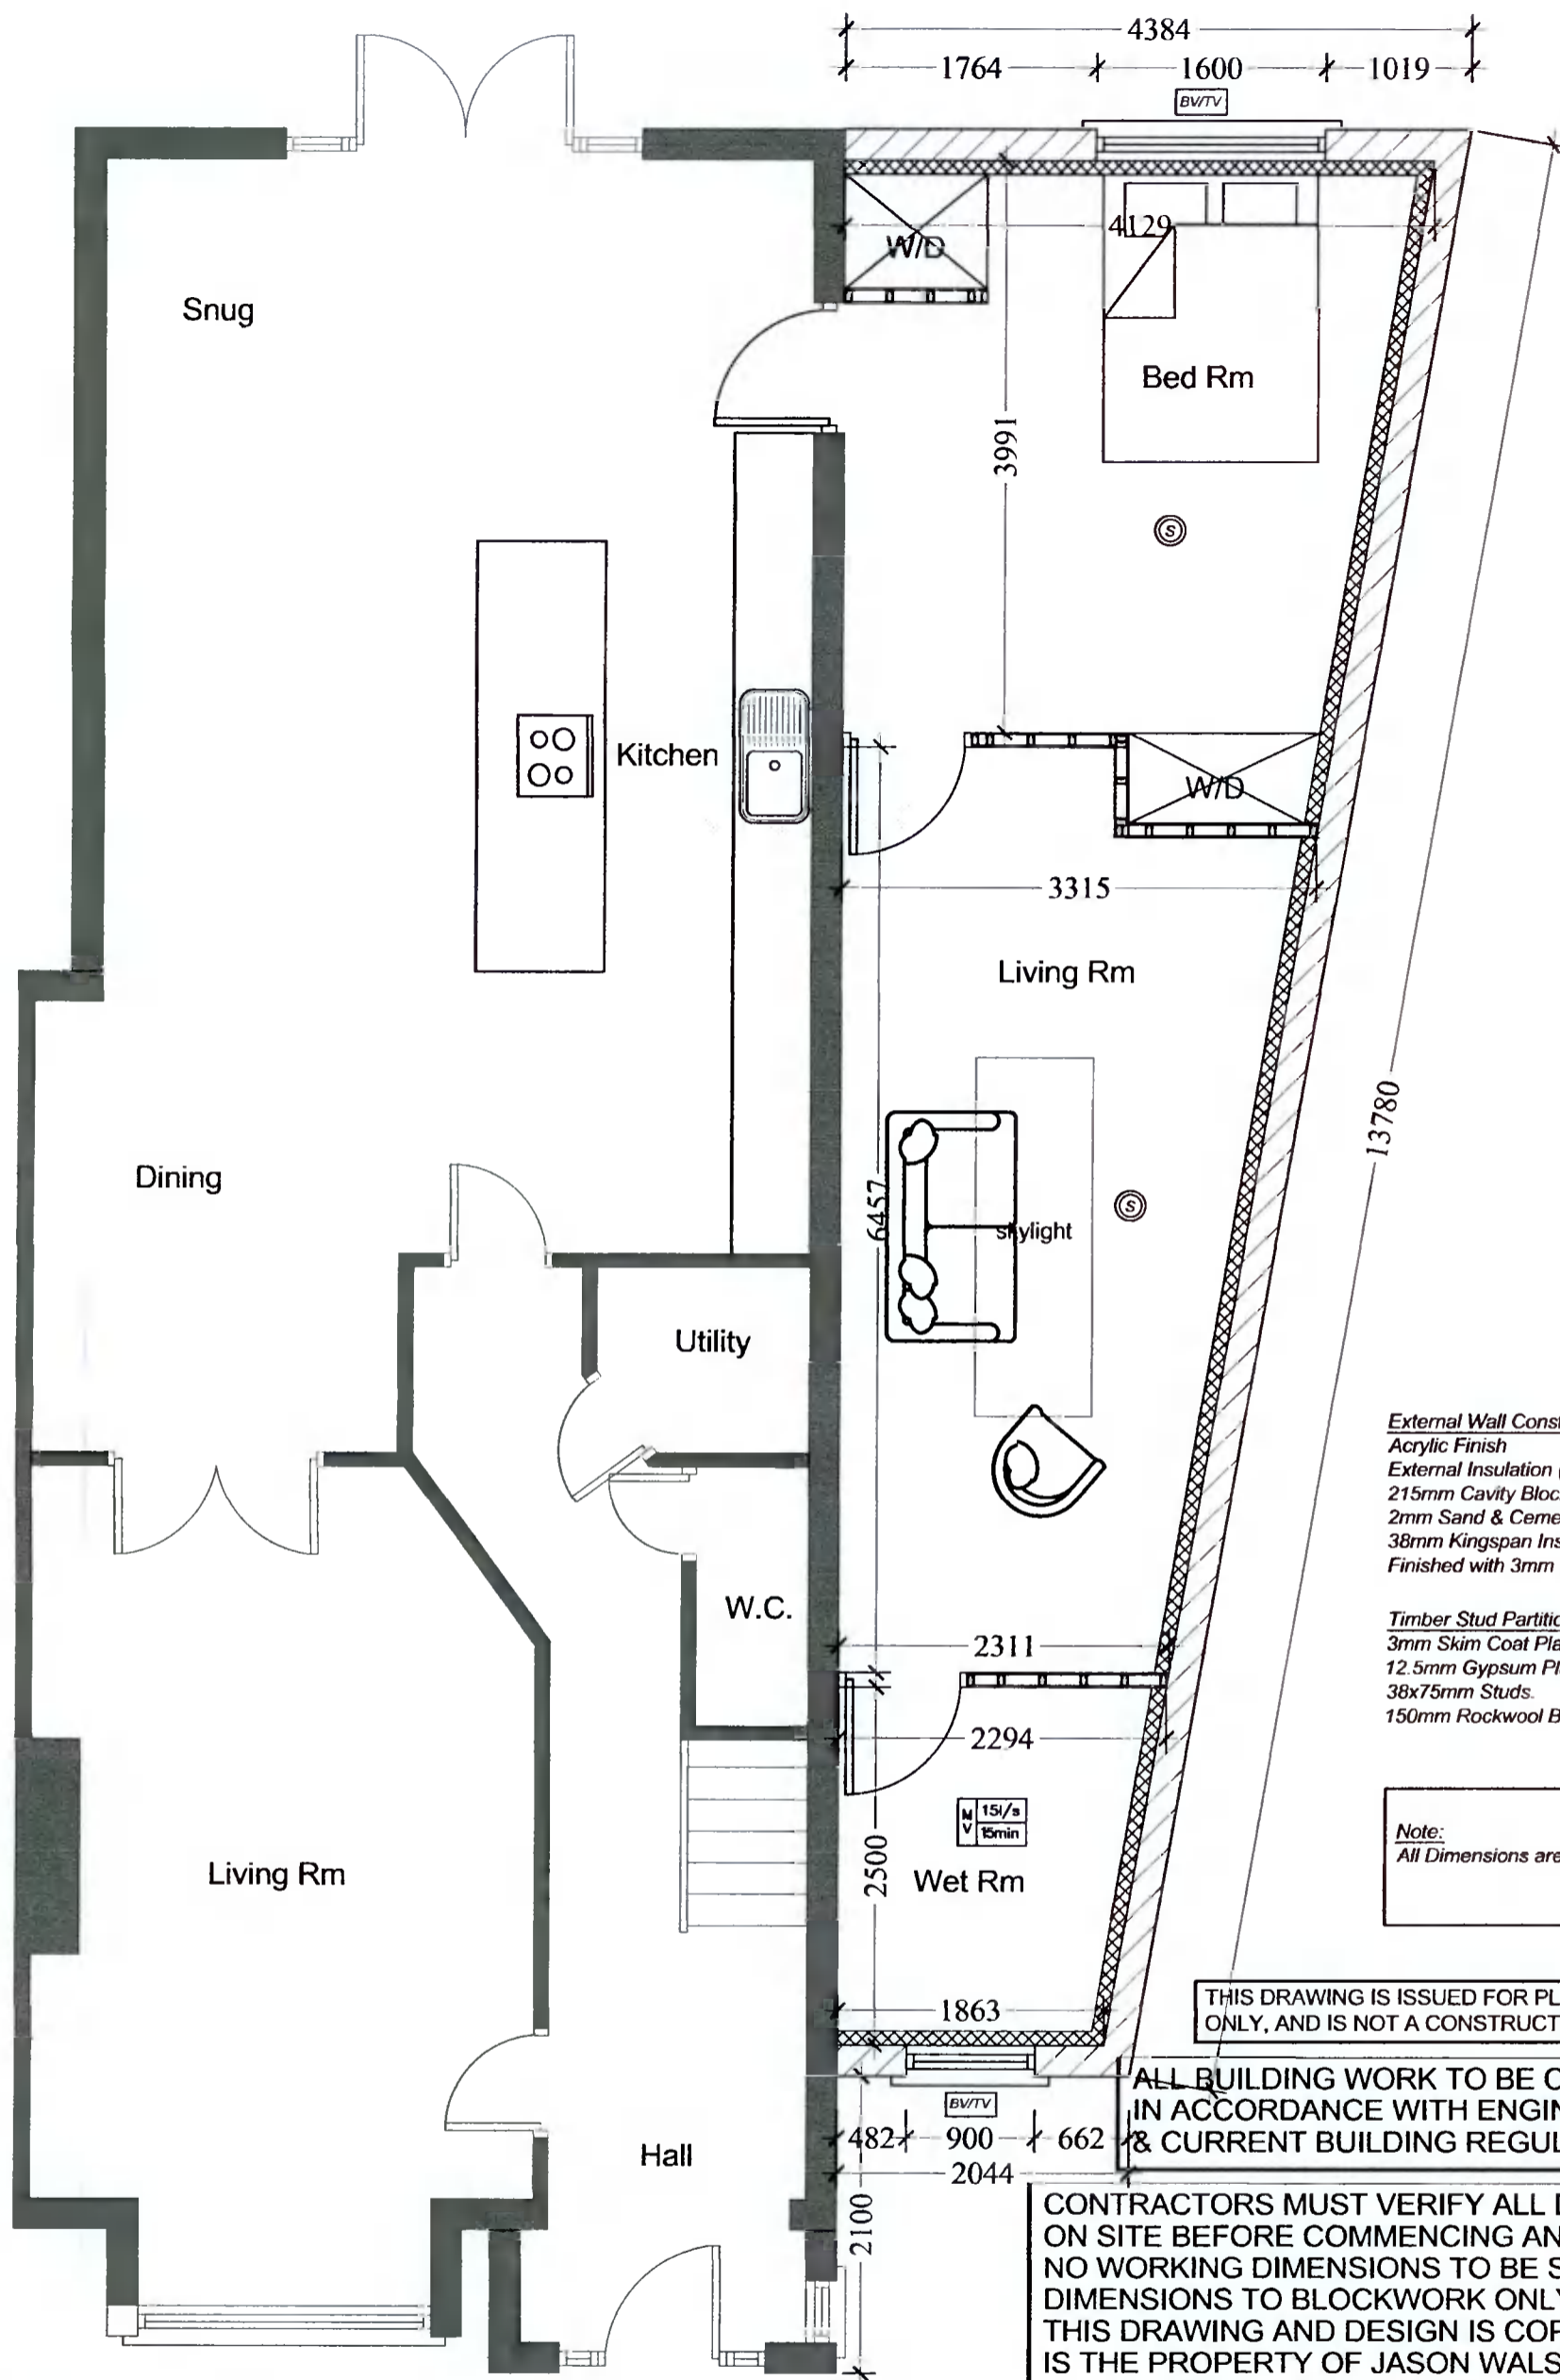 4384
1764 1600 1019
BV/TV
4129
W/D
Snug
Bed Rm
3991
S
Kitchen
W/D
3315
Living Rm
13780
Dining
6457
S
skylight
Utility
External Wall Const
Acrylic Finish
External Insulation
215mm Cavity Bloc
2mm Sand & Ceme
38mm Kingspan Ins
Finished with 3mm
W.C.
Timber Stud Partitio
3mm Skim Coat Pla
12.5mm Gypsum Pl
38x75mm Studs.
150mm Rockwool B
2311
2294
M V 15l/s
15min
Note:
All Dimensions are
2500
Living Rm
Wet Rm
1863
THIS DRAWING IS ISSUED FOR PL
ONLY, AND IS NOT A CONSTRUCT
ALL BUILDING WORK TO BE C
IN ACCORDANCE WITH ENGIN
& CURRENT BUILDING REGUL
BV/TV
482 900 662
2044
Hall
2100
CONTRACTORS MUST VERIFY ALL D
ON SITE BEFORE COMMENCING AN
NO WORKING DIMENSIONS TO BE S
DIMENSIONS TO BLOCKWORK ONLY
THIS DRAWING AND DESIGN IS COP
IS THE PROPERTY OF JASON WALS